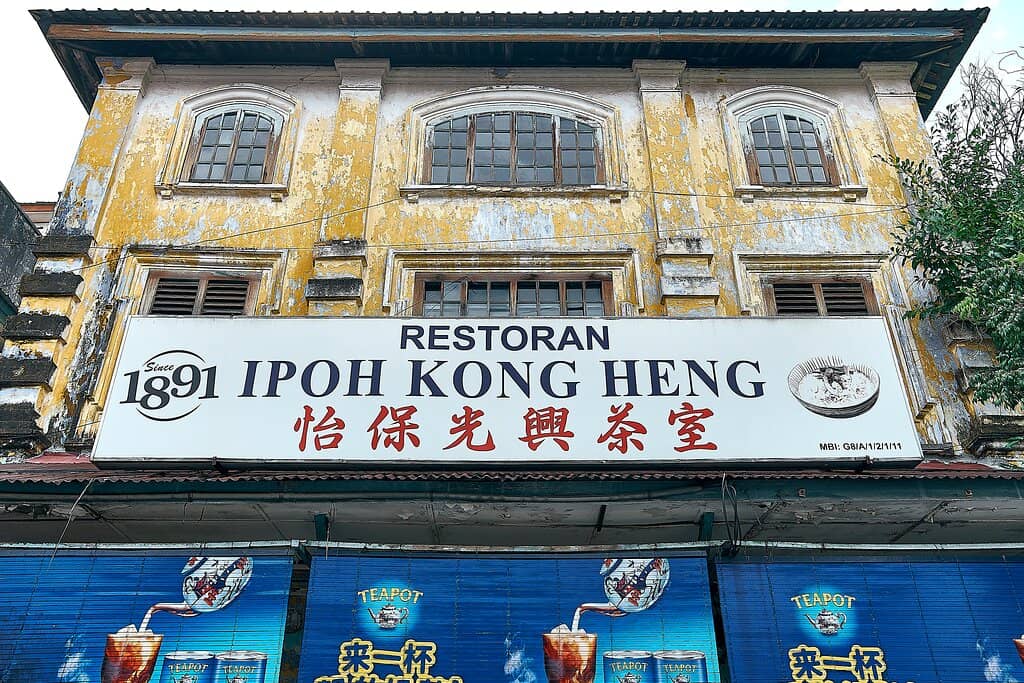 RESTORAN
Since
1891
IPOH KONG HENG
怡保光興茶室
MBI: G8/A/1/2/1/11
TEAPOT
TEAPOT
TEAPOT
来一杯
TEAPOT
TEAPOT
TEAPOT
来一杯